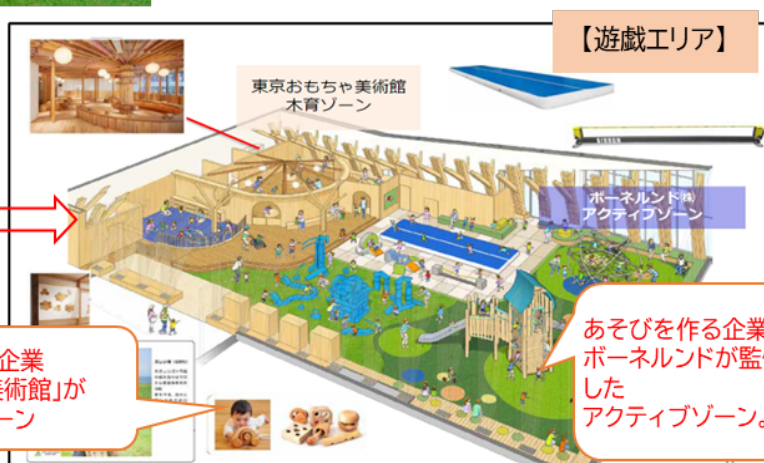 【遊戯エリア】
東京おもちゃ美術館
木育ゾーン
ボーネルンド㈱
アクティブゾーン
企業
美術館」が
ーン
あそびを作る企業
ボーネルンドが監修
した
アクティブゾーン。